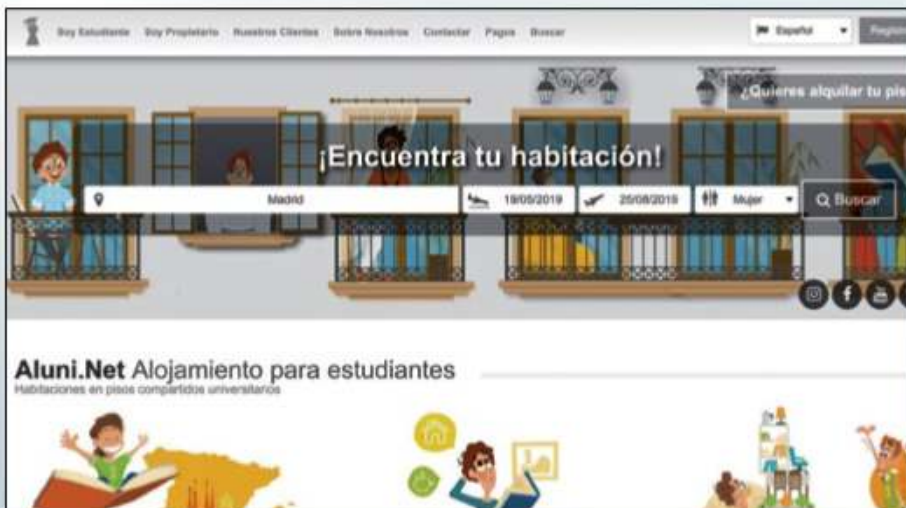 Soy Estudiante Soy Propietario Nuestros Clientes Sobre Nosotros Contactar Pagos Buscar Español
¿Quieres alquilar tu pis
¡Encuentra tu habitación!
Madrid 19/05/2019 25/08/2019 Mujer Buscar
Aluni.Net Alojamiento para estudiantes
Habitaciones en pisos compartidos universitarios